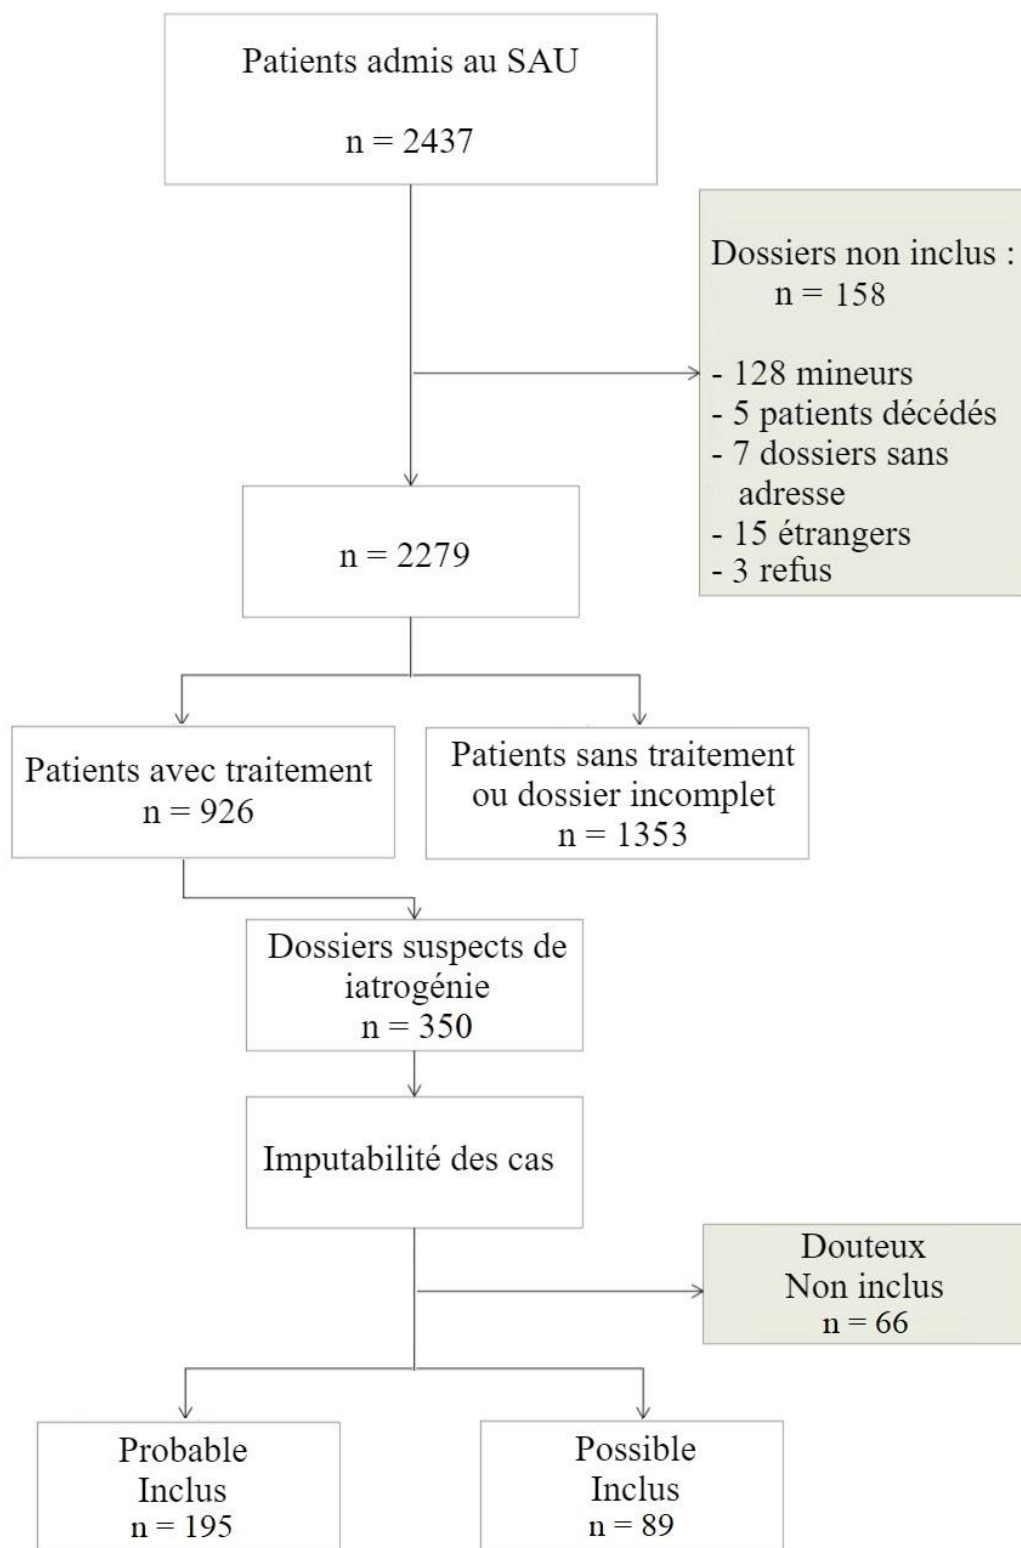 Patients admis au SAU
n = 2437
Dossiers non inclus :
n = 158
- 128 mineurs
- 5 patients décédés
- 7 dossiers sans
adresse
- 15 étrangers
- 3 refus
n = 2279
Patients avec traitement
n = 926
Patients sans traitement
ou dossier incomplet
n = 1353
Dossiers suspects de
iatrogénie
n = 350
Imputabilité des cas
Douteux
Non inclus
n = 66
Probable
Inclus
n = 195
Possible
Inclus
n = 89